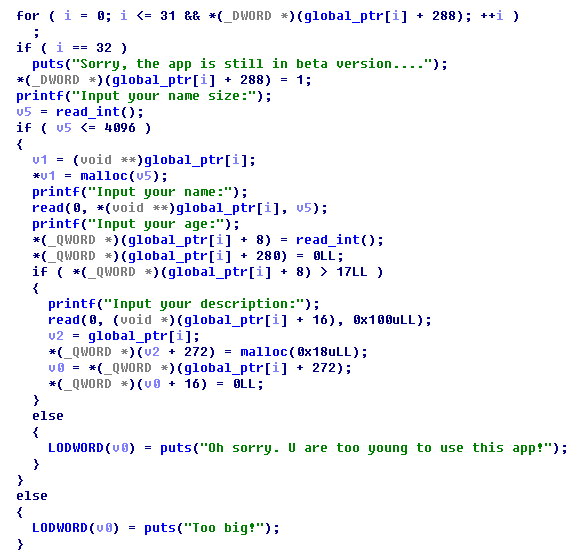 for ( i = 0; i <= 31 && *(_DWORD *)(global_ptr[i] + 288); ++i )
;
if ( i == 32 )
puts("Sorry, the app is still in beta version....");
*(_DWORD *)(global_ptr[i] + 288) = 1;
printf("Input your name size:");
v5 = read_int();
if ( v5 <= 4096 )
{
v1 = (void **)global_ptr[i];
*v1 = malloc(v5);
printf("Input your name:");
read(0, *(void **)global_ptr[i], v5);
printf("Input your age:");
*(_QWORD *)(global_ptr[i] + 8) = read_int();
*(_QWORD *)(global_ptr[i] + 280) = 0LL;
if ( *(_QWORD *)(global_ptr[i] + 8) > 17LL )
{
printf("Input your description:");
read(0, (void *)(global_ptr[i] + 16), 0x100uLL);
v2 = global_ptr[i];
*(_QWORD *)(v2 + 272) = malloc(0x18uLL);
v0 = *(_QWORD *)(global_ptr[i] + 272);
*(_QWORD *)(v0 + 16) = 0LL;
}
else
{
LODWORD(v0) = puts("Oh sorry. U are too young to use this app!");
}
}
else
{
LODWORD(v0) = puts("Too big!");
}